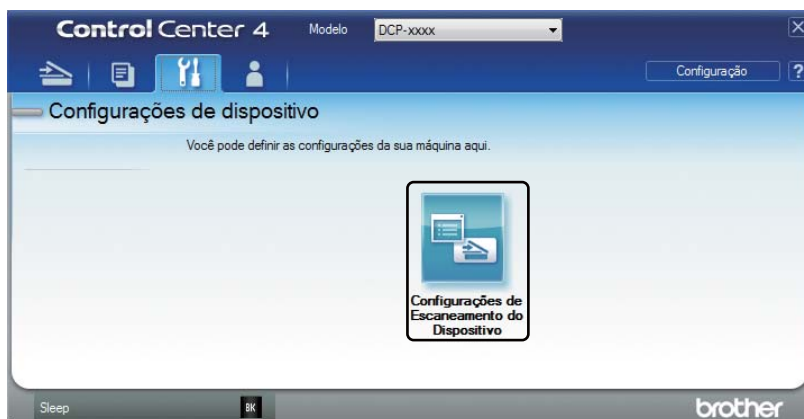 Control Center 4
Modelo
DCP-xxxx
X
Configuração
?
Configurações de dispositivo
Você pode definir as configurações da sua máquina aqui.
Configurações de
Escaneamento do
Dispositivo
Sleep
BK
brother